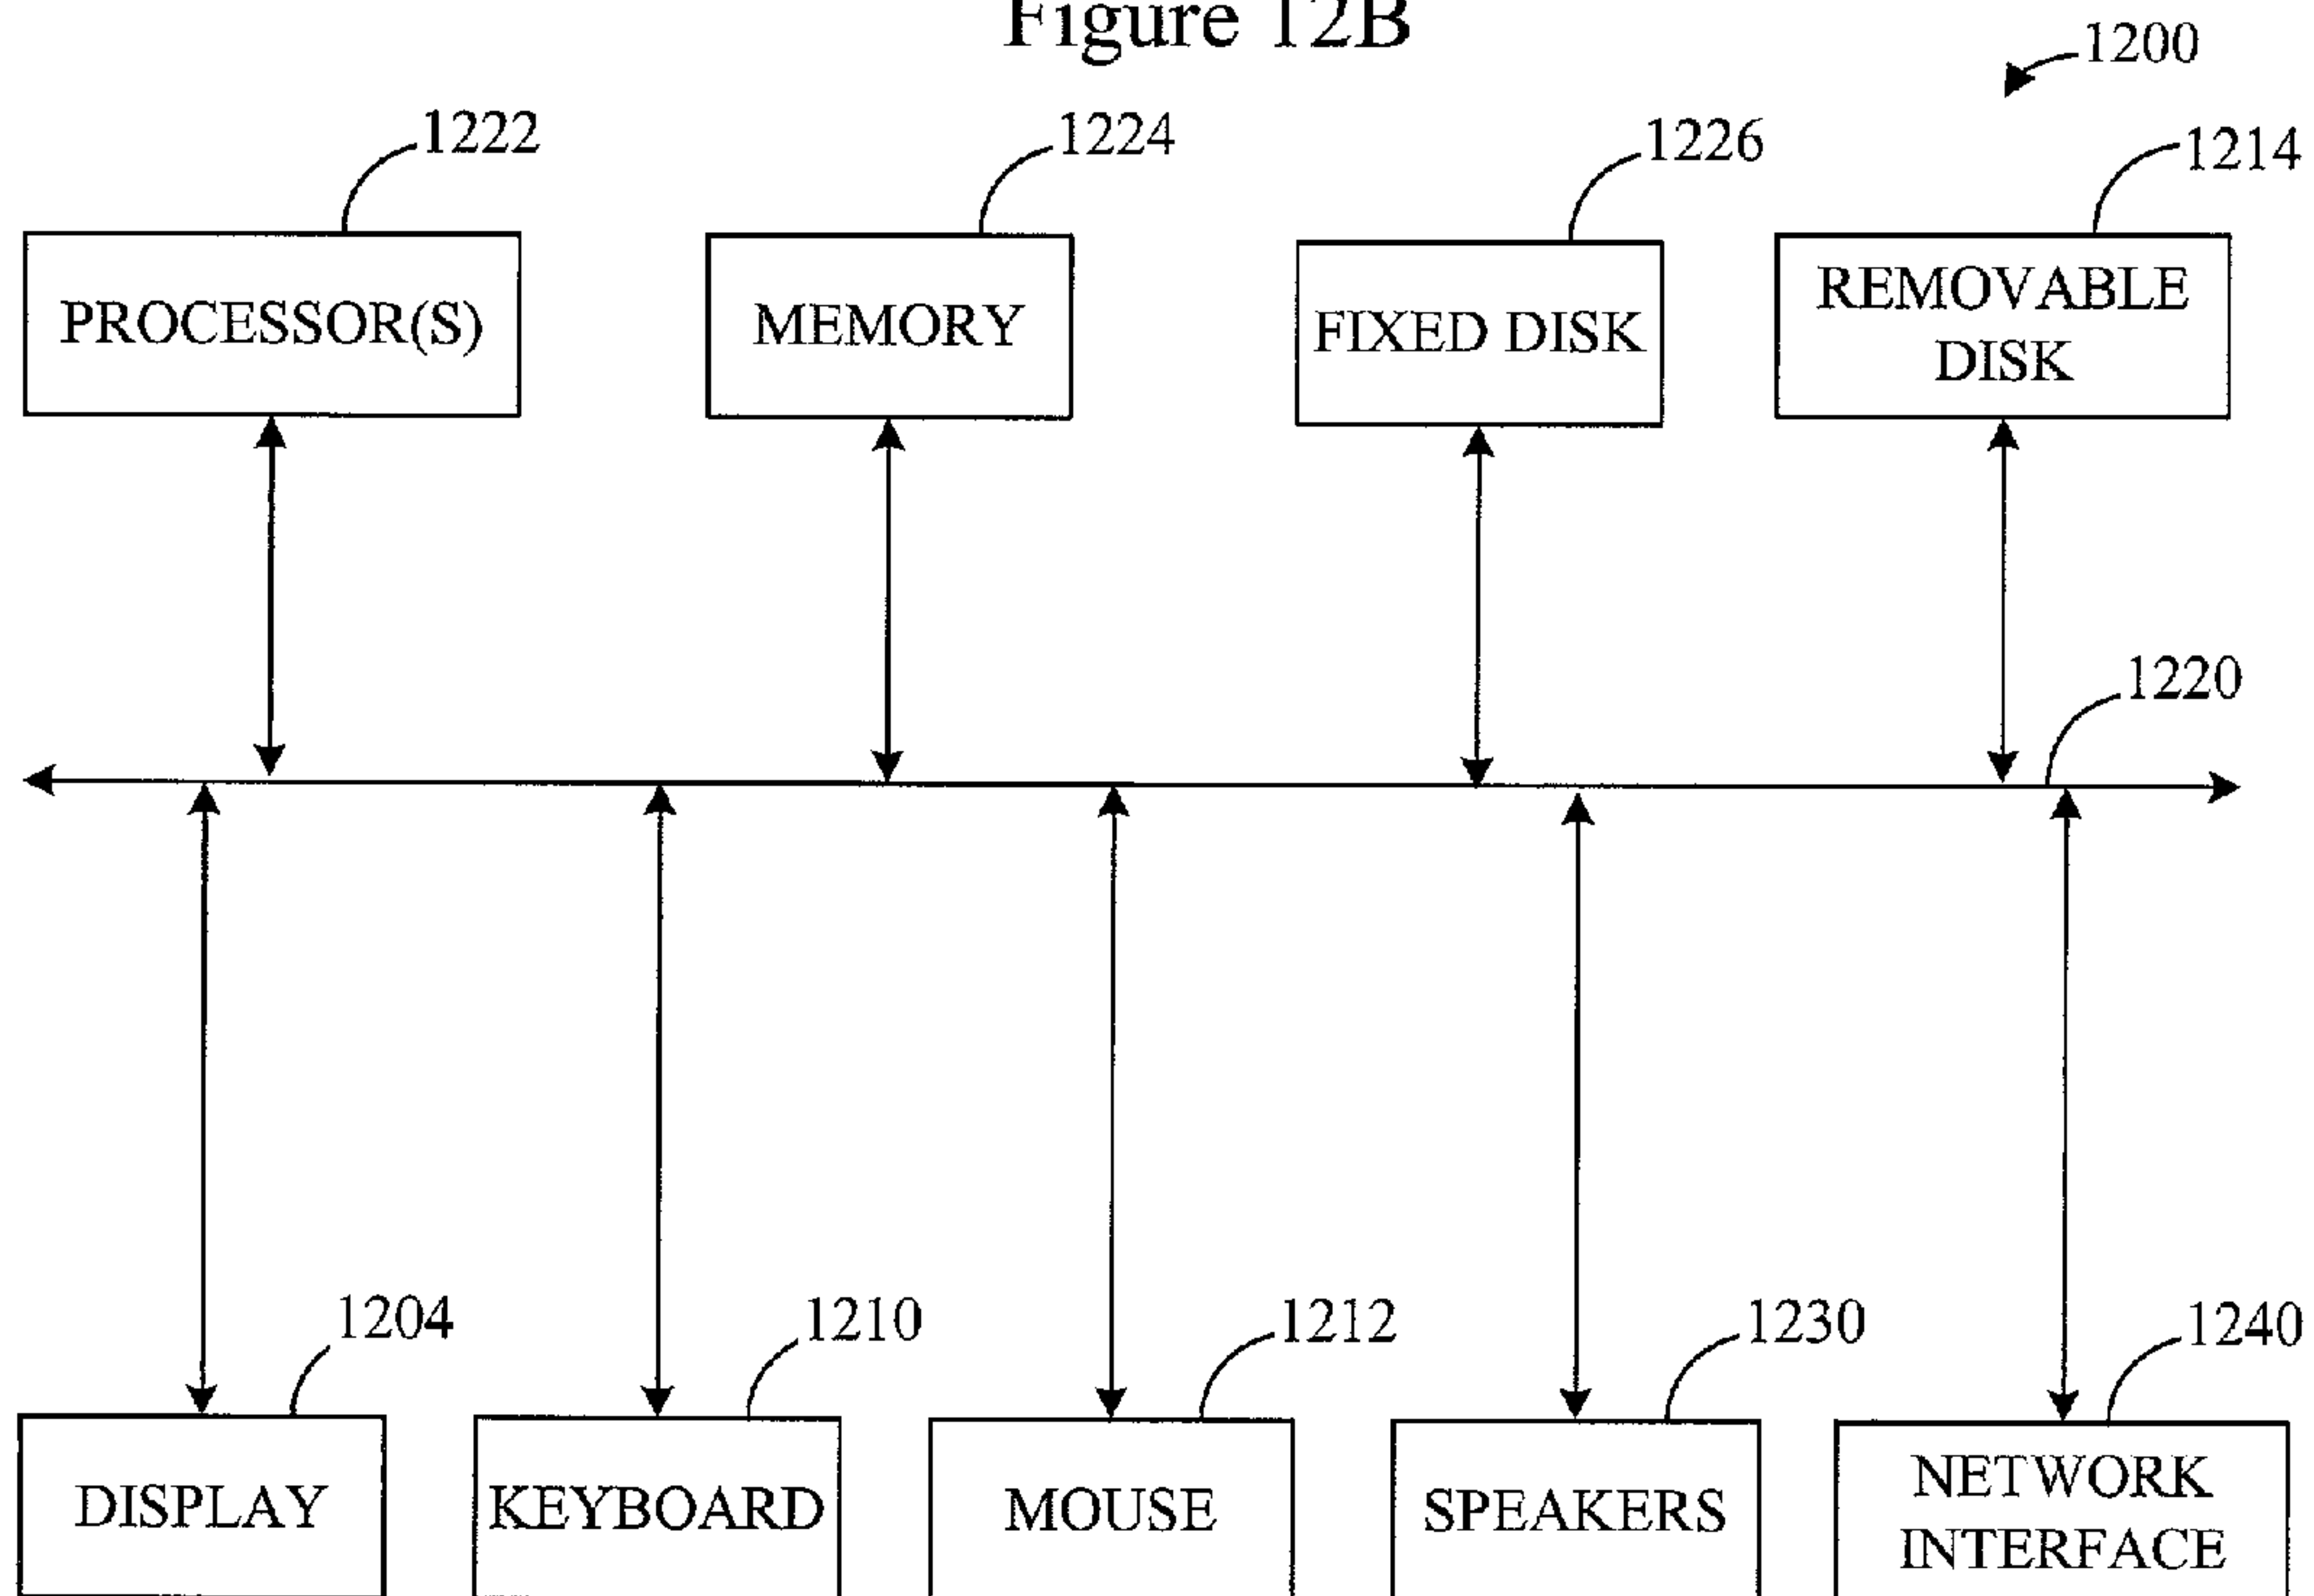 Figure 12B
1200
1222
1224
1226
1214
PROCESSOR(S)
MEMORY
FIXED DISK
REMOVABLE
DISK
1220
1204
1210
1212
1230
1240
DISPLAY
KEYBOARD
MOUSE
SPEAKERS
NETWORK
INTERFACE